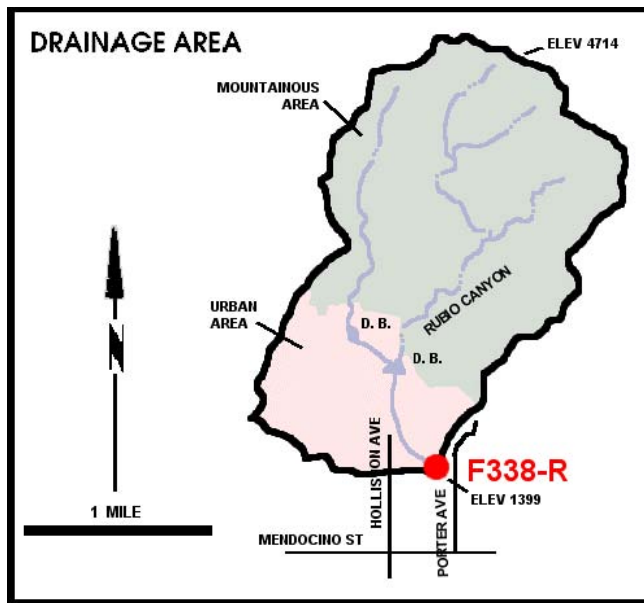 DRAINAGE AREA
ELEV 4714
MOUNTAINOUS
AREA
RUBIO CANYON
URBAN
AREA
D. B.
D. B.
N
HOLLISTON AVE
F338-R
ELEV 1399
PORTER AVE
1 MILE
MENDOCINO ST